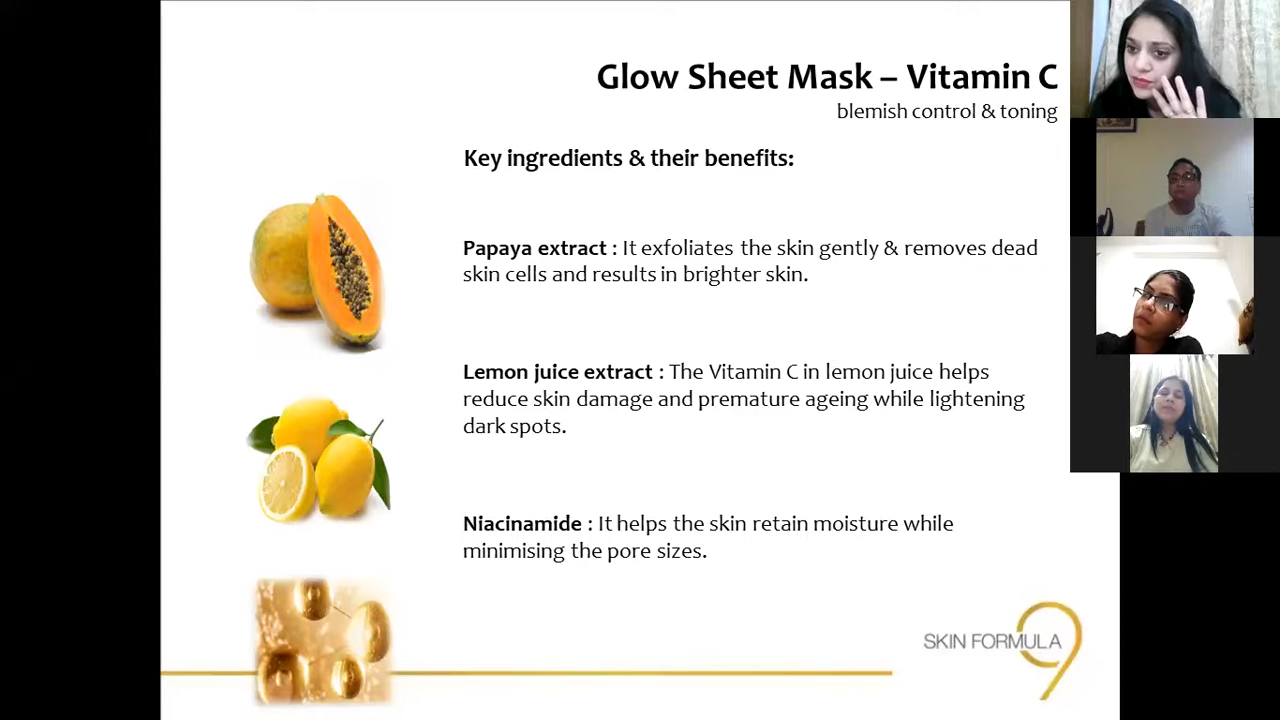 Glow Sheet Mask – Vitamin C
blemish control & toning
Key ingredients & their benefits:
Papaya extract : It exfoliates the skin gently & removes dead
skin cells and results in brighter skin.
Lemon juice extract : The Vitamin C in lemon juice helps
reduce skin damage and premature ageing while lightening
dark spots.
Niacinamide : It helps the skin retain moisture while
minimising the pore sizes.
SKIN FORMULA 9